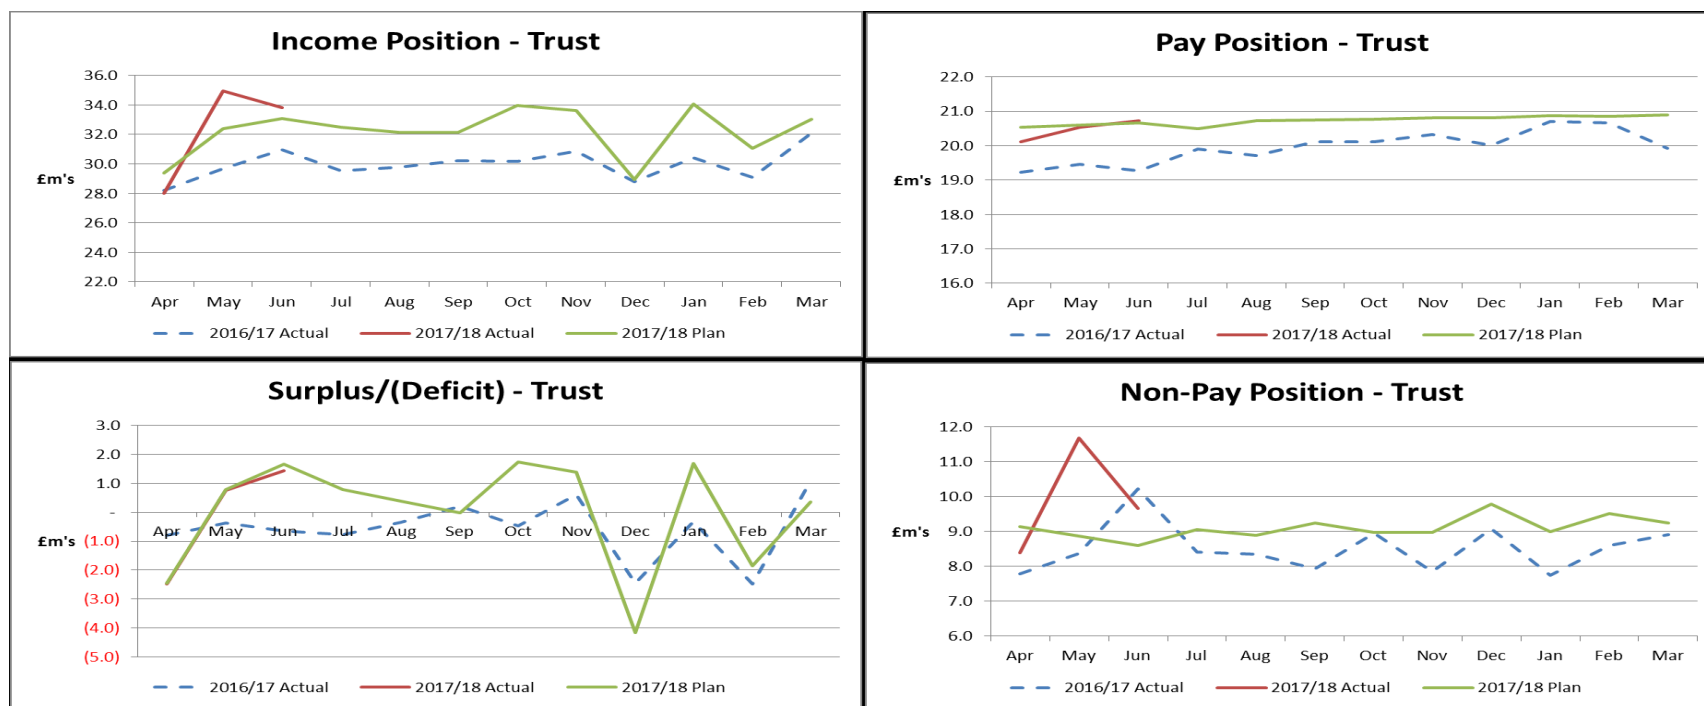 Income Position - Trust
£m's
36.0
34.0
32.0
30.0
28.0
26.0
24.0
22.0
Apr May Jun Jul Aug Sep Oct Nov Dec Jan Feb Mar
2016/17 Actual 2017/18 Actual 2017/18 Plan
Pay Position - Trust
£m's
22.0
21.0
20.0
19.0
18.0
17.0
16.0
Apr May Jun Jul Aug Sep Oct Nov Dec Jan Feb Mar
2016/17 Actual 2017/18 Actual 2017/18 Plan
Surplus/(Deficit) - Trust
£m's
3.0
2.0
1.0
-
(1.0)
(2.0)
(3.0)
(4.0)
(5.0)
Apr May Jun Jul Aug Sep Oct Nov Dec Jan Feb Mar
2016/17 Actual 2017/18 Actual 2017/18 Plan
Non-Pay Position - Trust
£m's
12.0
11.0
10.0
9.0
8.0
7.0
6.0
Apr May Jun Jul Aug Sep Oct Nov Dec Jan Feb Mar
2016/17 Actual 2017/18 Actual 2017/18 Plan